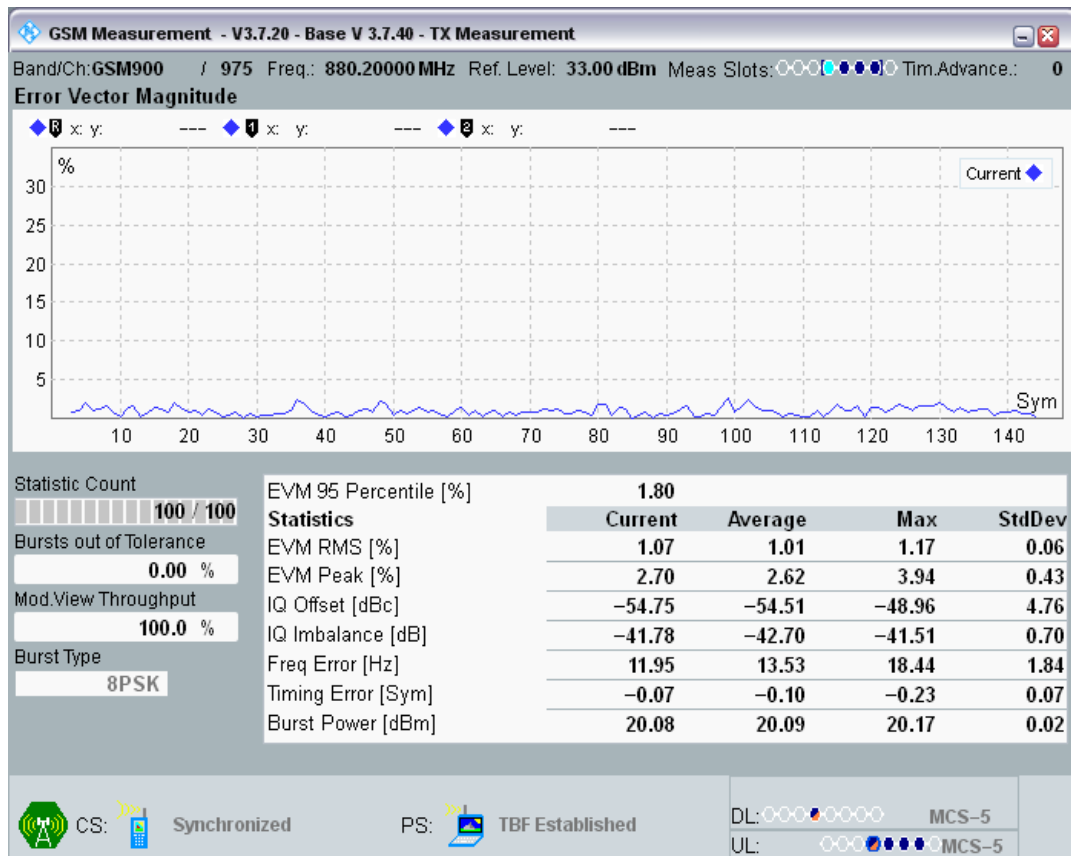 GSM Measurement - V3.7.20 - Base V 3.7.40 - TX Measurement
Band/Ch:GSM900 / 975 Freq.: 880.20000 MHz Ref. Level: 33.00 dBm Meas Slots: Tim.Advance.: 0
Error Vector Magnitude
R x: y: --- 1 x: y: --- 2 x: y: ---
%
Current
30
25
20
15
10
5
Sym
10 20 30 40 50 60 70 80 90 100 110 120 130 140
Statistic Count
100 / 100
Bursts out of Tolerance
0.00 %
Mod.View Throughput
100.0 %
Burst Type
8PSK
EVM 95 Percentile [%] 1.80
Statistics Current Average Max StdDev
EVM RMS [%] 1.07 1.01 1.17 0.06
EVM Peak [%] 2.70 2.62 3.94 0.43
IQ Offset [dBc] −54.75 −54.51 −48.96 4.76
IQ Imbalance [dB] −41.78 −42.70 −41.51 0.70
Freq Error [Hz] 11.95 13.53 18.44 1.84
Timing Error [Sym] −0.07 −0.10 −0.23 0.07
Burst Power [dBm] 20.08 20.09 20.17 0.02
CS: Synchronized PS: TBF Established
DL: MCS−5
UL: MCS−5